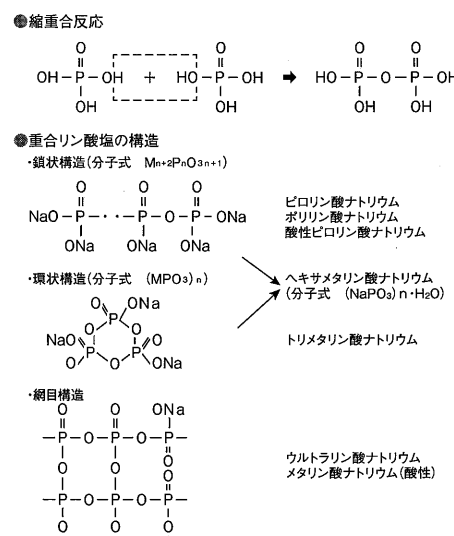 ●縮重合反応
O O O O
OH-P-OH + HO-P-OH → HO-P-O-P-OH
OH OH OH OH
●重合リン酸塩の構造
・鎖状構造(分子式 Mn+2PnO3n+1)
O O O
NaO-P-・・-P-O-P-ONa
ONa ONa ONa
ピロリン酸ナトリウム
ポリリン酸ナトリウム
酸性ピロリン酸ナトリウム
・環状構造(分子式 (MPO3)n)
ヘキサメタリン酸ナトリウム
(分子式 (NaPO3)n・H2O)
O ONa
P
O O
NaO P P O
O O ONa
トリメタリン酸ナトリウム
・網目構造
O O ONa
-P-O-P-O-P-
O O O
O
-P-O-P-O-P-
O O O
ウルトラリン酸ナトリウム
メタリン酸ナトリウム(酸性)